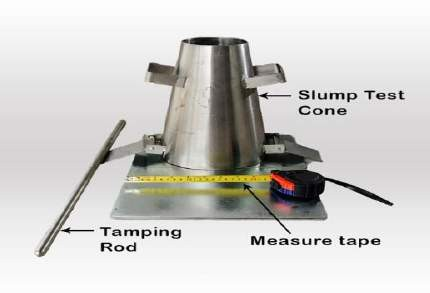 Slump Test
Cone
Tamping
Rod
Measure tape